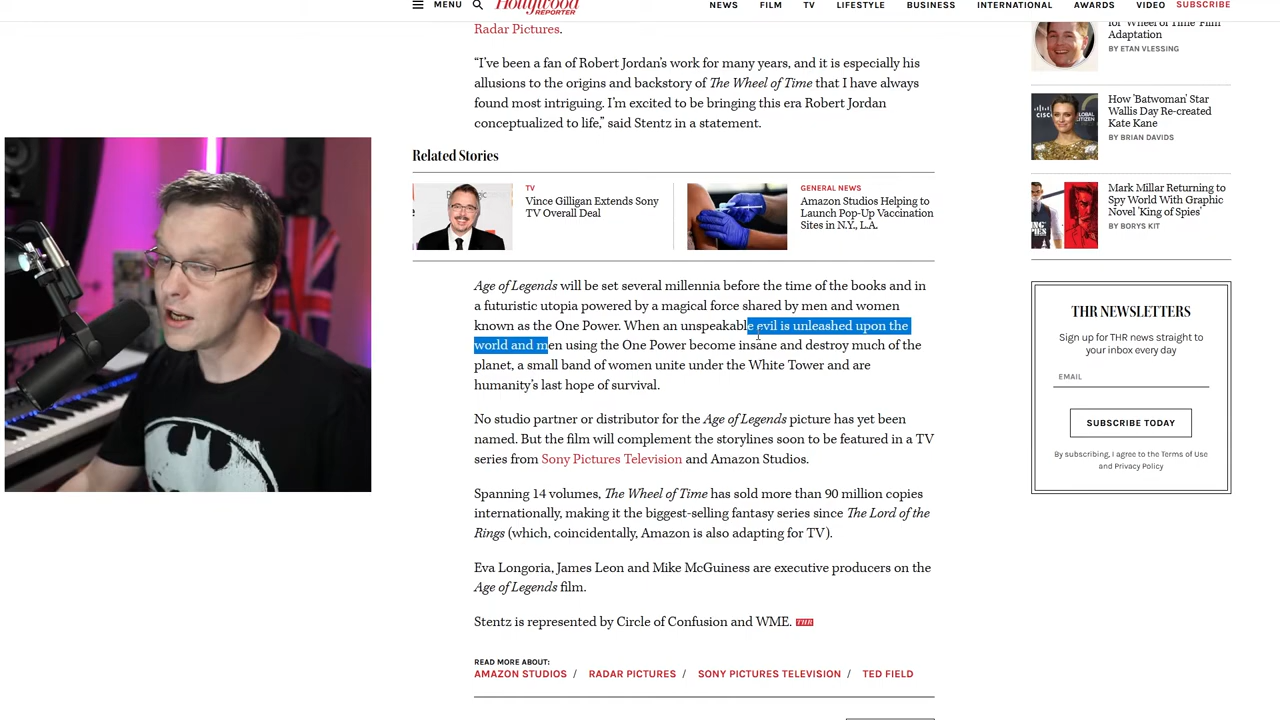 MENU
Hollywood
REPORTER
NEWS FILM TV LIFESTYLE BUSINESS INTERNATIONAL AWARDS VIDEO SUBSCRIBE
Radar Pictures.
“I’ve been a fan of Robert Jordan’s work for many years, and it is especially his
allusions to the origins and backstory of The Wheel of Time that I have always
found most intriguing. I’m excited to be bringing this era Robert Jordan
conceptualized to life,” said Stentz in a statement.
Related Stories
TV
Vince Gilligan Extends Sony
TV Overall Deal
GENERAL NEWS
Amazon Studios Helping to
Launch Pop-Up Vaccination
Sites in N.Y., L.A.
Age of Legends will be set several millennia before the time of the books and in
a futuristic utopia powered by a magical force shared by men and women
known as the One Power. When an unspeakable evil is unleashed upon the
world and men using the One Power become insane and destroy much of the
planet, a small band of women unite under the White Tower and are
humanity’s last hope of survival.
No studio partner or distributor for the Age of Legends picture has yet been
named. But the film will complement the storylines soon to be featured in a TV
series from Sony Pictures Television and Amazon Studios.
Spanning 14 volumes, The Wheel of Time has sold more than 90 million copies
internationally, making it the biggest-selling fantasy series since The Lord of the
Rings (which, coincidentally, Amazon is also adapting for TV).
Eva Longoria, James Leon and Mike McGuiness are executive producers on the
Age of Legends film.
Stentz is represented by Circle of Confusion and WME. THR
READ MORE ABOUT:
AMAZON STUDIOS / RADAR PICTURES / SONY PICTURES TELEVISION / TED FIELD
for 'Wheel of Time' Film
Adaptation
BY ETAN VLESSING
How 'Batwoman' Star
Wallis Day Re-created
Kate Kane
BY BRIAN DAVIDS
Mark Millar Returning to
Spy World With Graphic
Novel 'King of Spies'
BY BORYS KIT
THR NEWSLETTERS
Sign up for THR news straight to
your inbox every day
EMAIL
SUBSCRIBE TODAY
By subscribing, I agree to the Terms of Use
and Privacy Policy